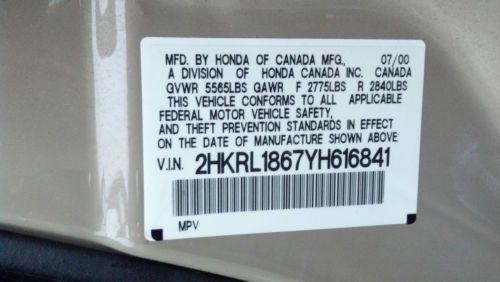 MFD. BY HONDA OF CANADA MFG., 07/00
A DIVISION OF HONDA CANADA INC. CANADA
GVWR 5565LBS GAWR F 2775LBS R 2840LBS
THIS VEHICLE CONFORMS TO ALL APPLICABLE
FEDERAL MOTOR VEHICLE SAFETY,
AND THEFT PREVENTION STANDARDS IN EFFECT
ON THE DATE OF MANUFACTURE SHOWN ABOVE:
V.I.N. 2HKRL1867YH616841
MPV